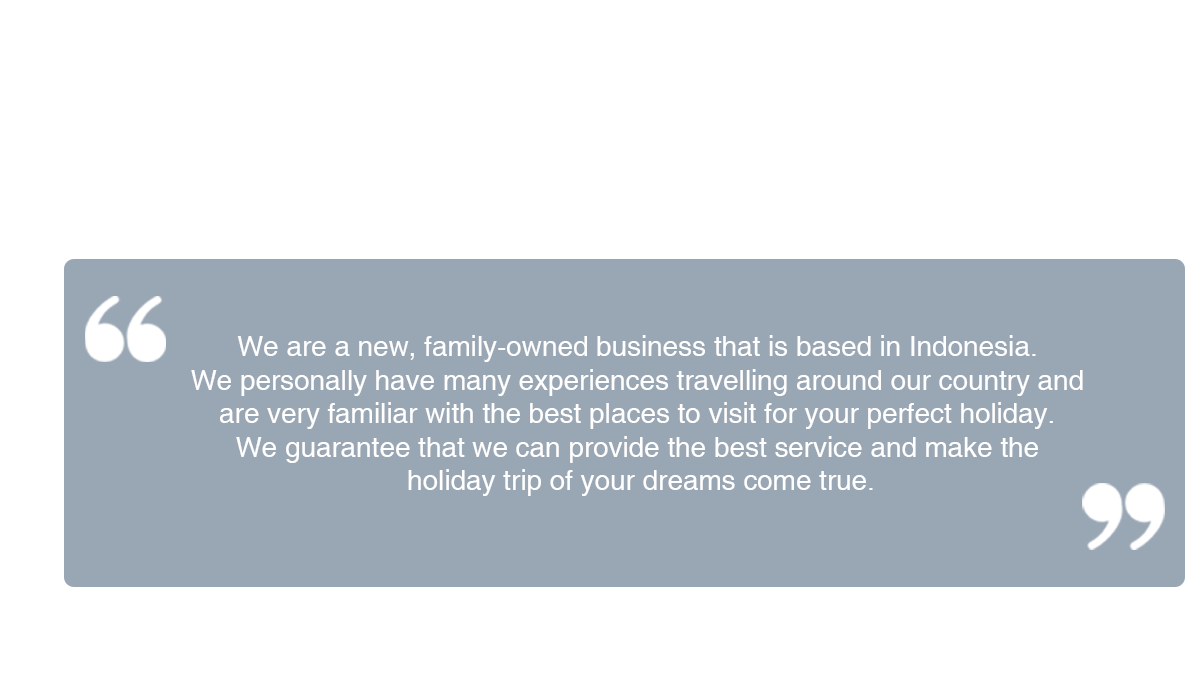 “
We are a new, family-owned business that is based in Indonesia.
We personally have many experiences travelling around our country and
are very familiar with the best places to visit for your perfect holiday.
We guarantee that we can provide the best service and make the
holiday trip of your dreams come true.
”